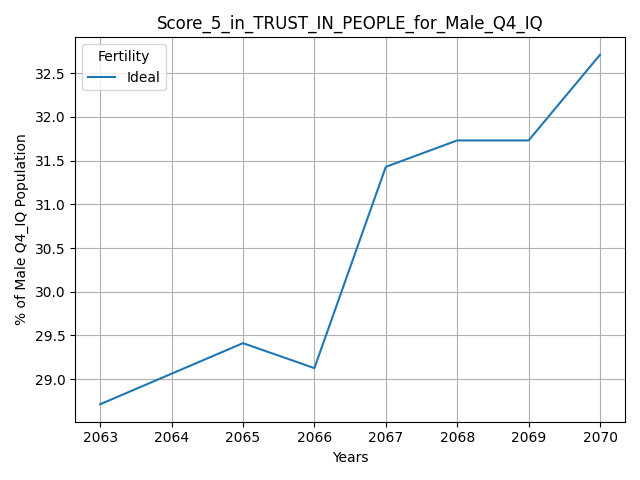 Score_5_in_TRUST_IN_PEOPLE_for_Male_Q4_IQ
Fertility
Ideal
% of Male Q4_IQ Population
32.5
32.0
31.5
31.0
30.5
30.0
29.5
29.0
2063 2064 2065 2066 2067 2068 2069 2070
Years